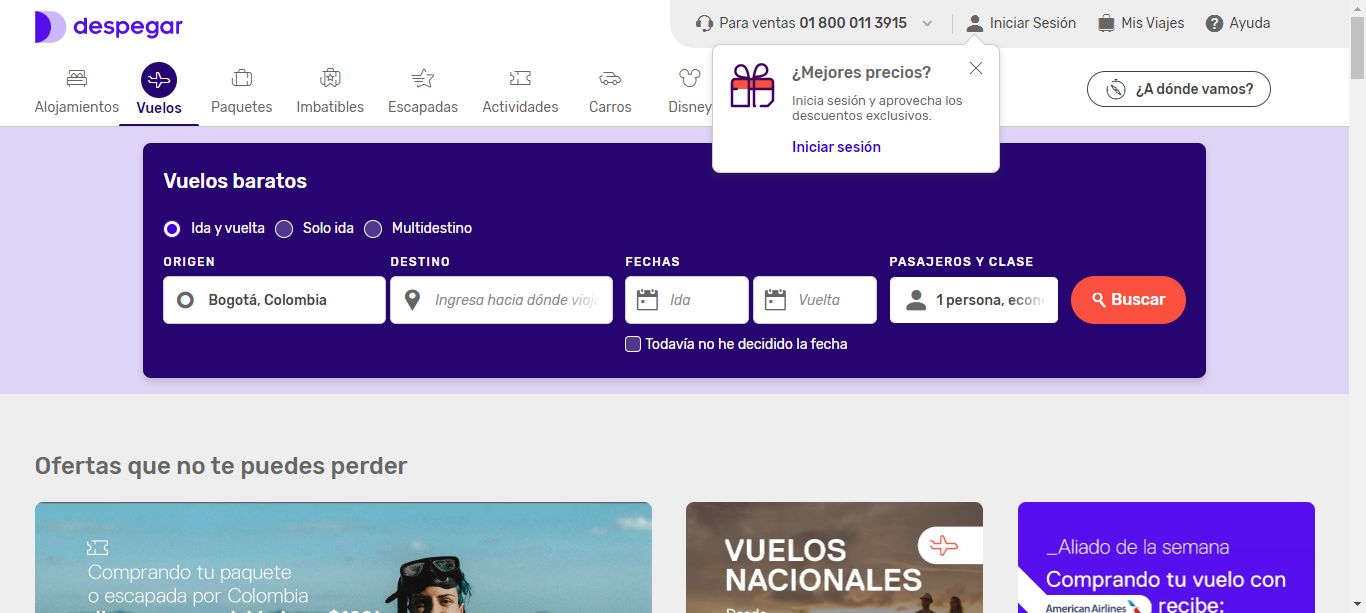 despegar
Para ventas 01 800 011 3915
Iniciar Sesión
Mis Viajes
Ayuda
Alojamientos
Vuelos
Paquetes
Imbatibles
Escapadas
Actividades
Carros
Disney
¿A dónde vamos?
¿Mejores precios?
Inicia sesión y aprovecha los
descuentos exclusivos.
Iniciar sesión
Vuelos baratos
Ida y vuelta
Solo ida
Multidestino
ORIGEN
DESTINO
FECHAS
PASAJEROS Y CLASE
Bogotá, Colombia
Ingresa hacia dónde viaj
Ida
Vuelta
1 persona, econ
Buscar
Todavía no he decidido la fecha
Ofertas que no te puedes perder
Comprando tu paquete
o escapada por Colombia
VUELOS
NACIONALES
Desde
_Aliado de la semana
Comprando tu vuelo con
American Airlines recibe: